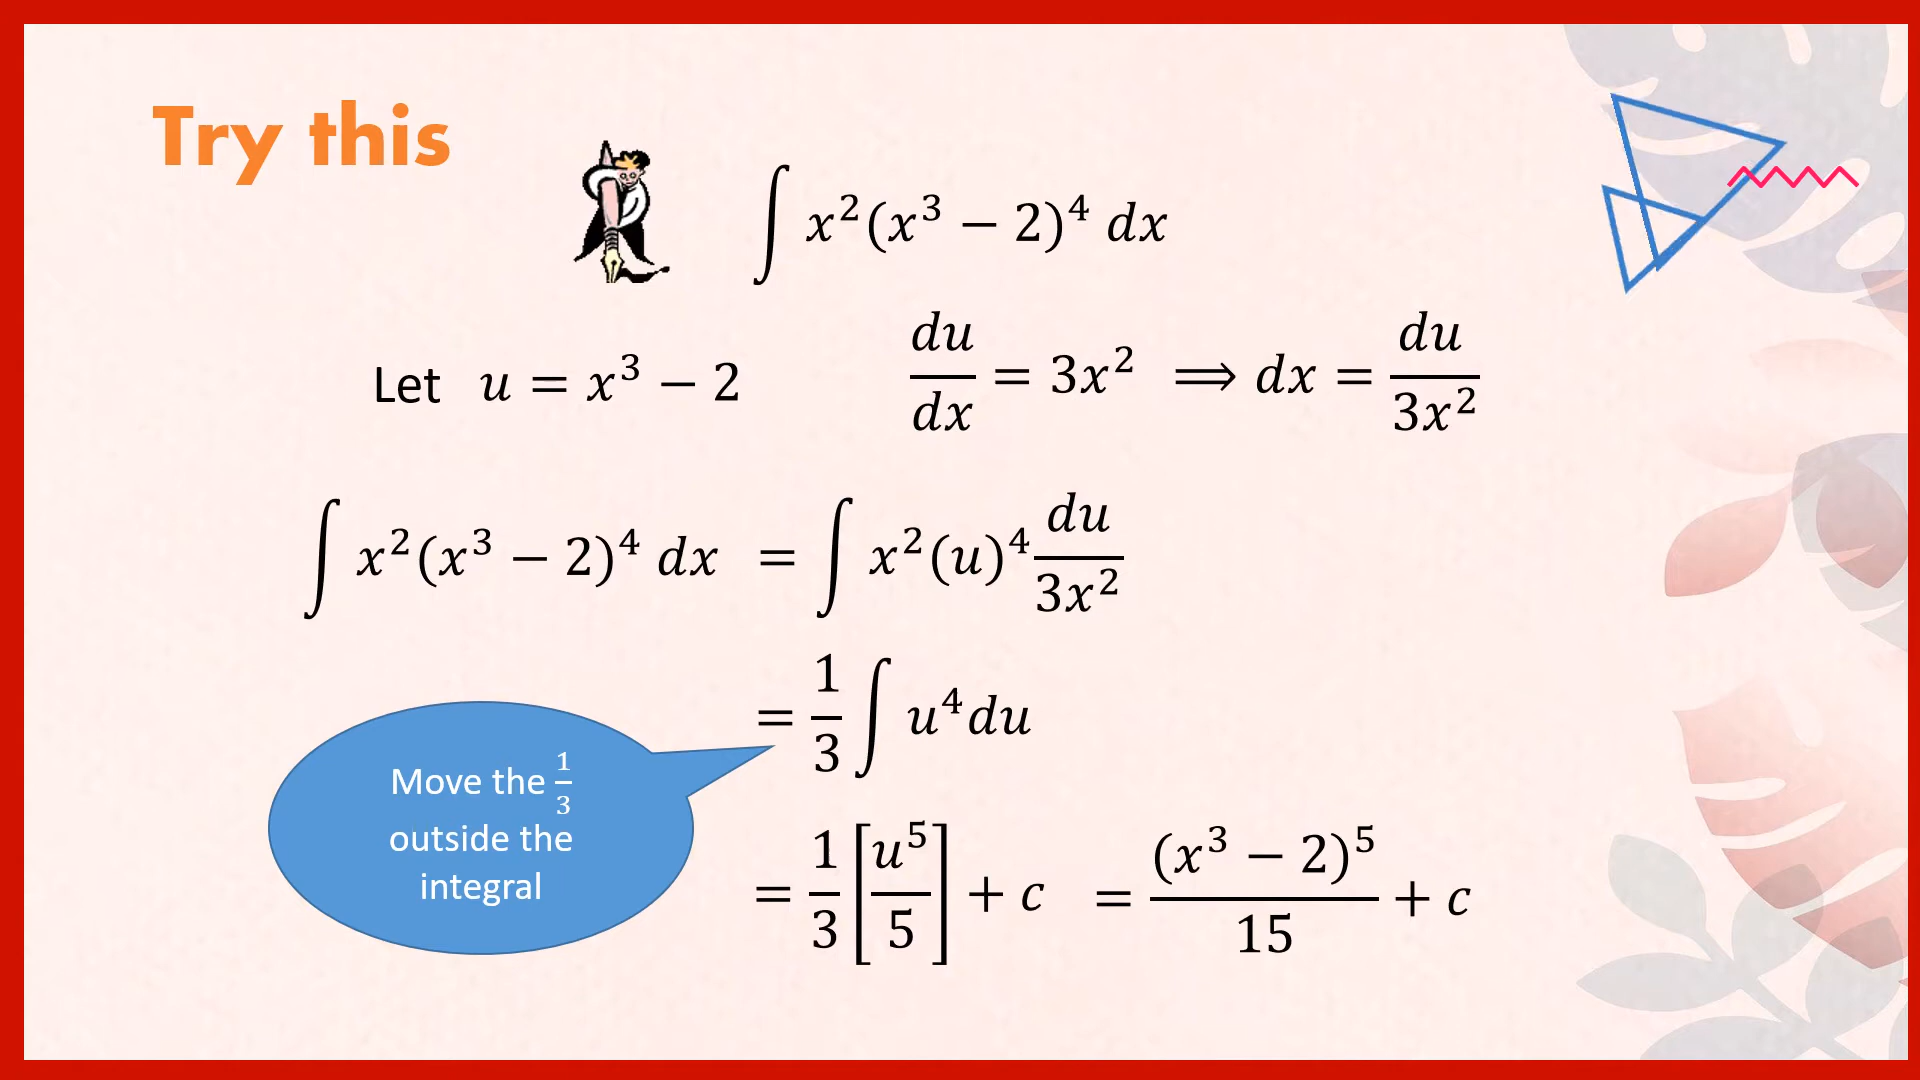 Try this
∫ x²(x³ − 2)⁴ dx
Let u = x³ − 2
du/dx = 3x² ⟹ dx = du/3x²
∫ x²(x³ − 2)⁴ dx = ∫ x²(u)⁴ du/3x²
= 1/3 ∫ u⁴du
Move the 1/3
outside the
integral
= 1/3 [u⁵/5] + c = (x³ − 2)⁵/15 + c